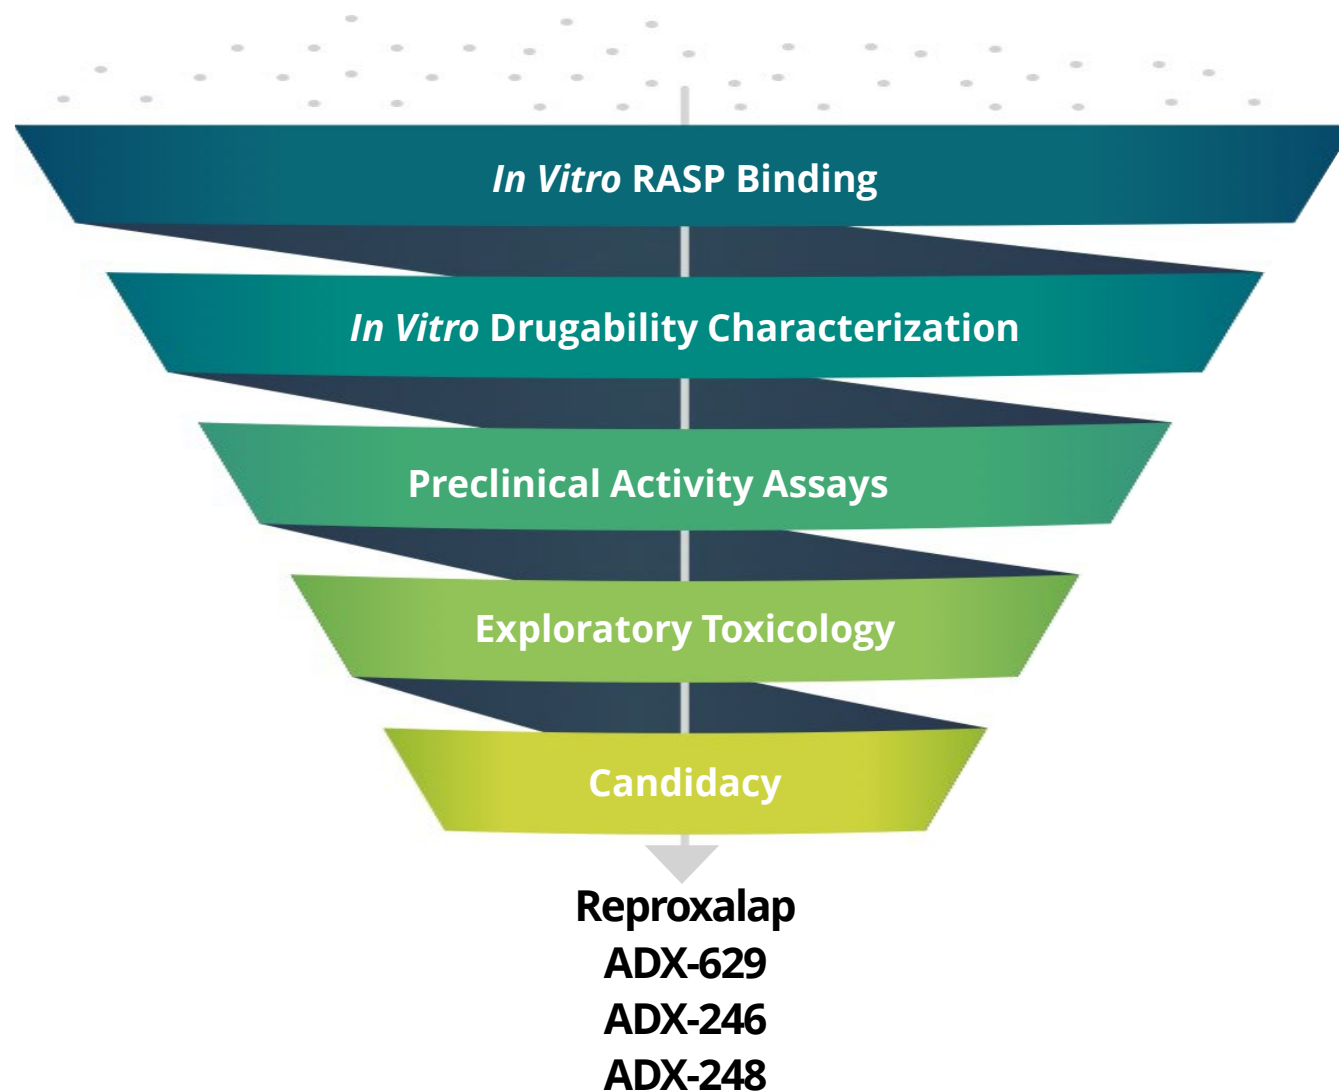 In Vitro RASP Binding
In Vitro Drugability Characterization
Preclinical Activity Assays
Exploratory Toxicology
Candidacy
Reproxalap
ADX-629
ADX-246
ADX-248